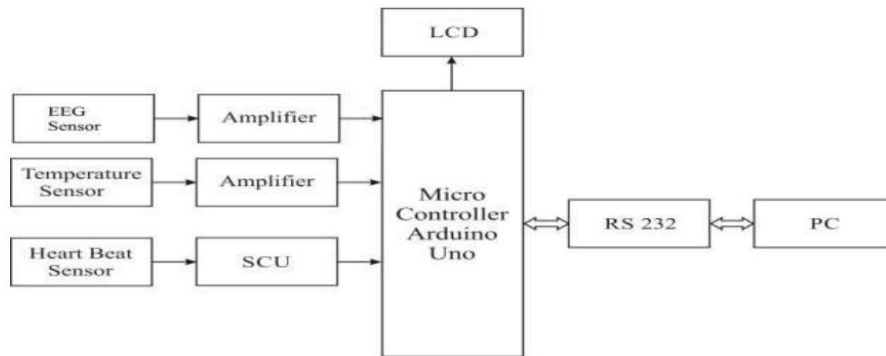 LCD
EEG
Sensor
Amplifier
Temperature
Sensor
Amplifier
Heart Beat
Sensor
SCU
Micro
Controller
Arduino
Uno
RS 232
PC